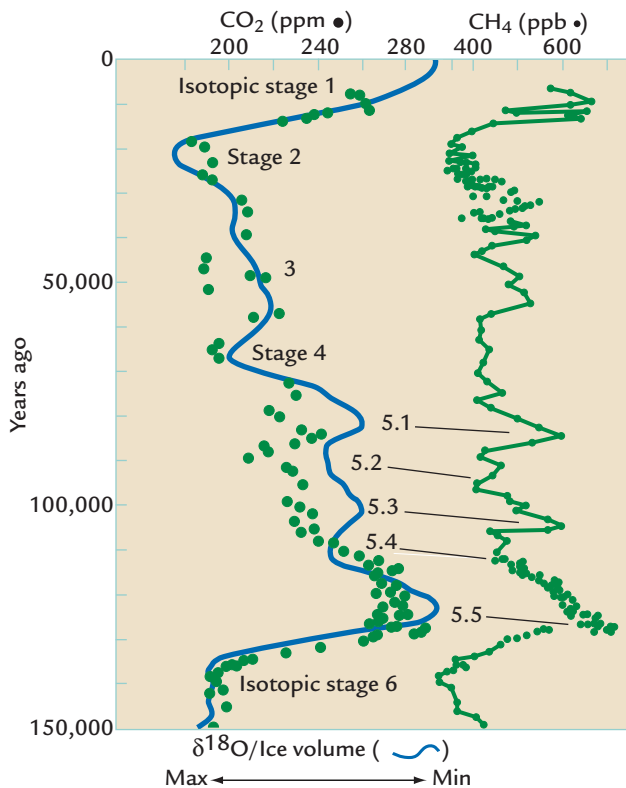 CO₂ (ppm ●) CH₄ (ppb •)
200 240 280 400 600
0
Isotopic stage 1
Stage 2
3
50,000
Stage 4
Years ago
5.1
5.2
100,000
5.3
5.4
5.5
Isotopic stage 6
150,000
δ¹⁸O/Ice volume ( )
Max Min